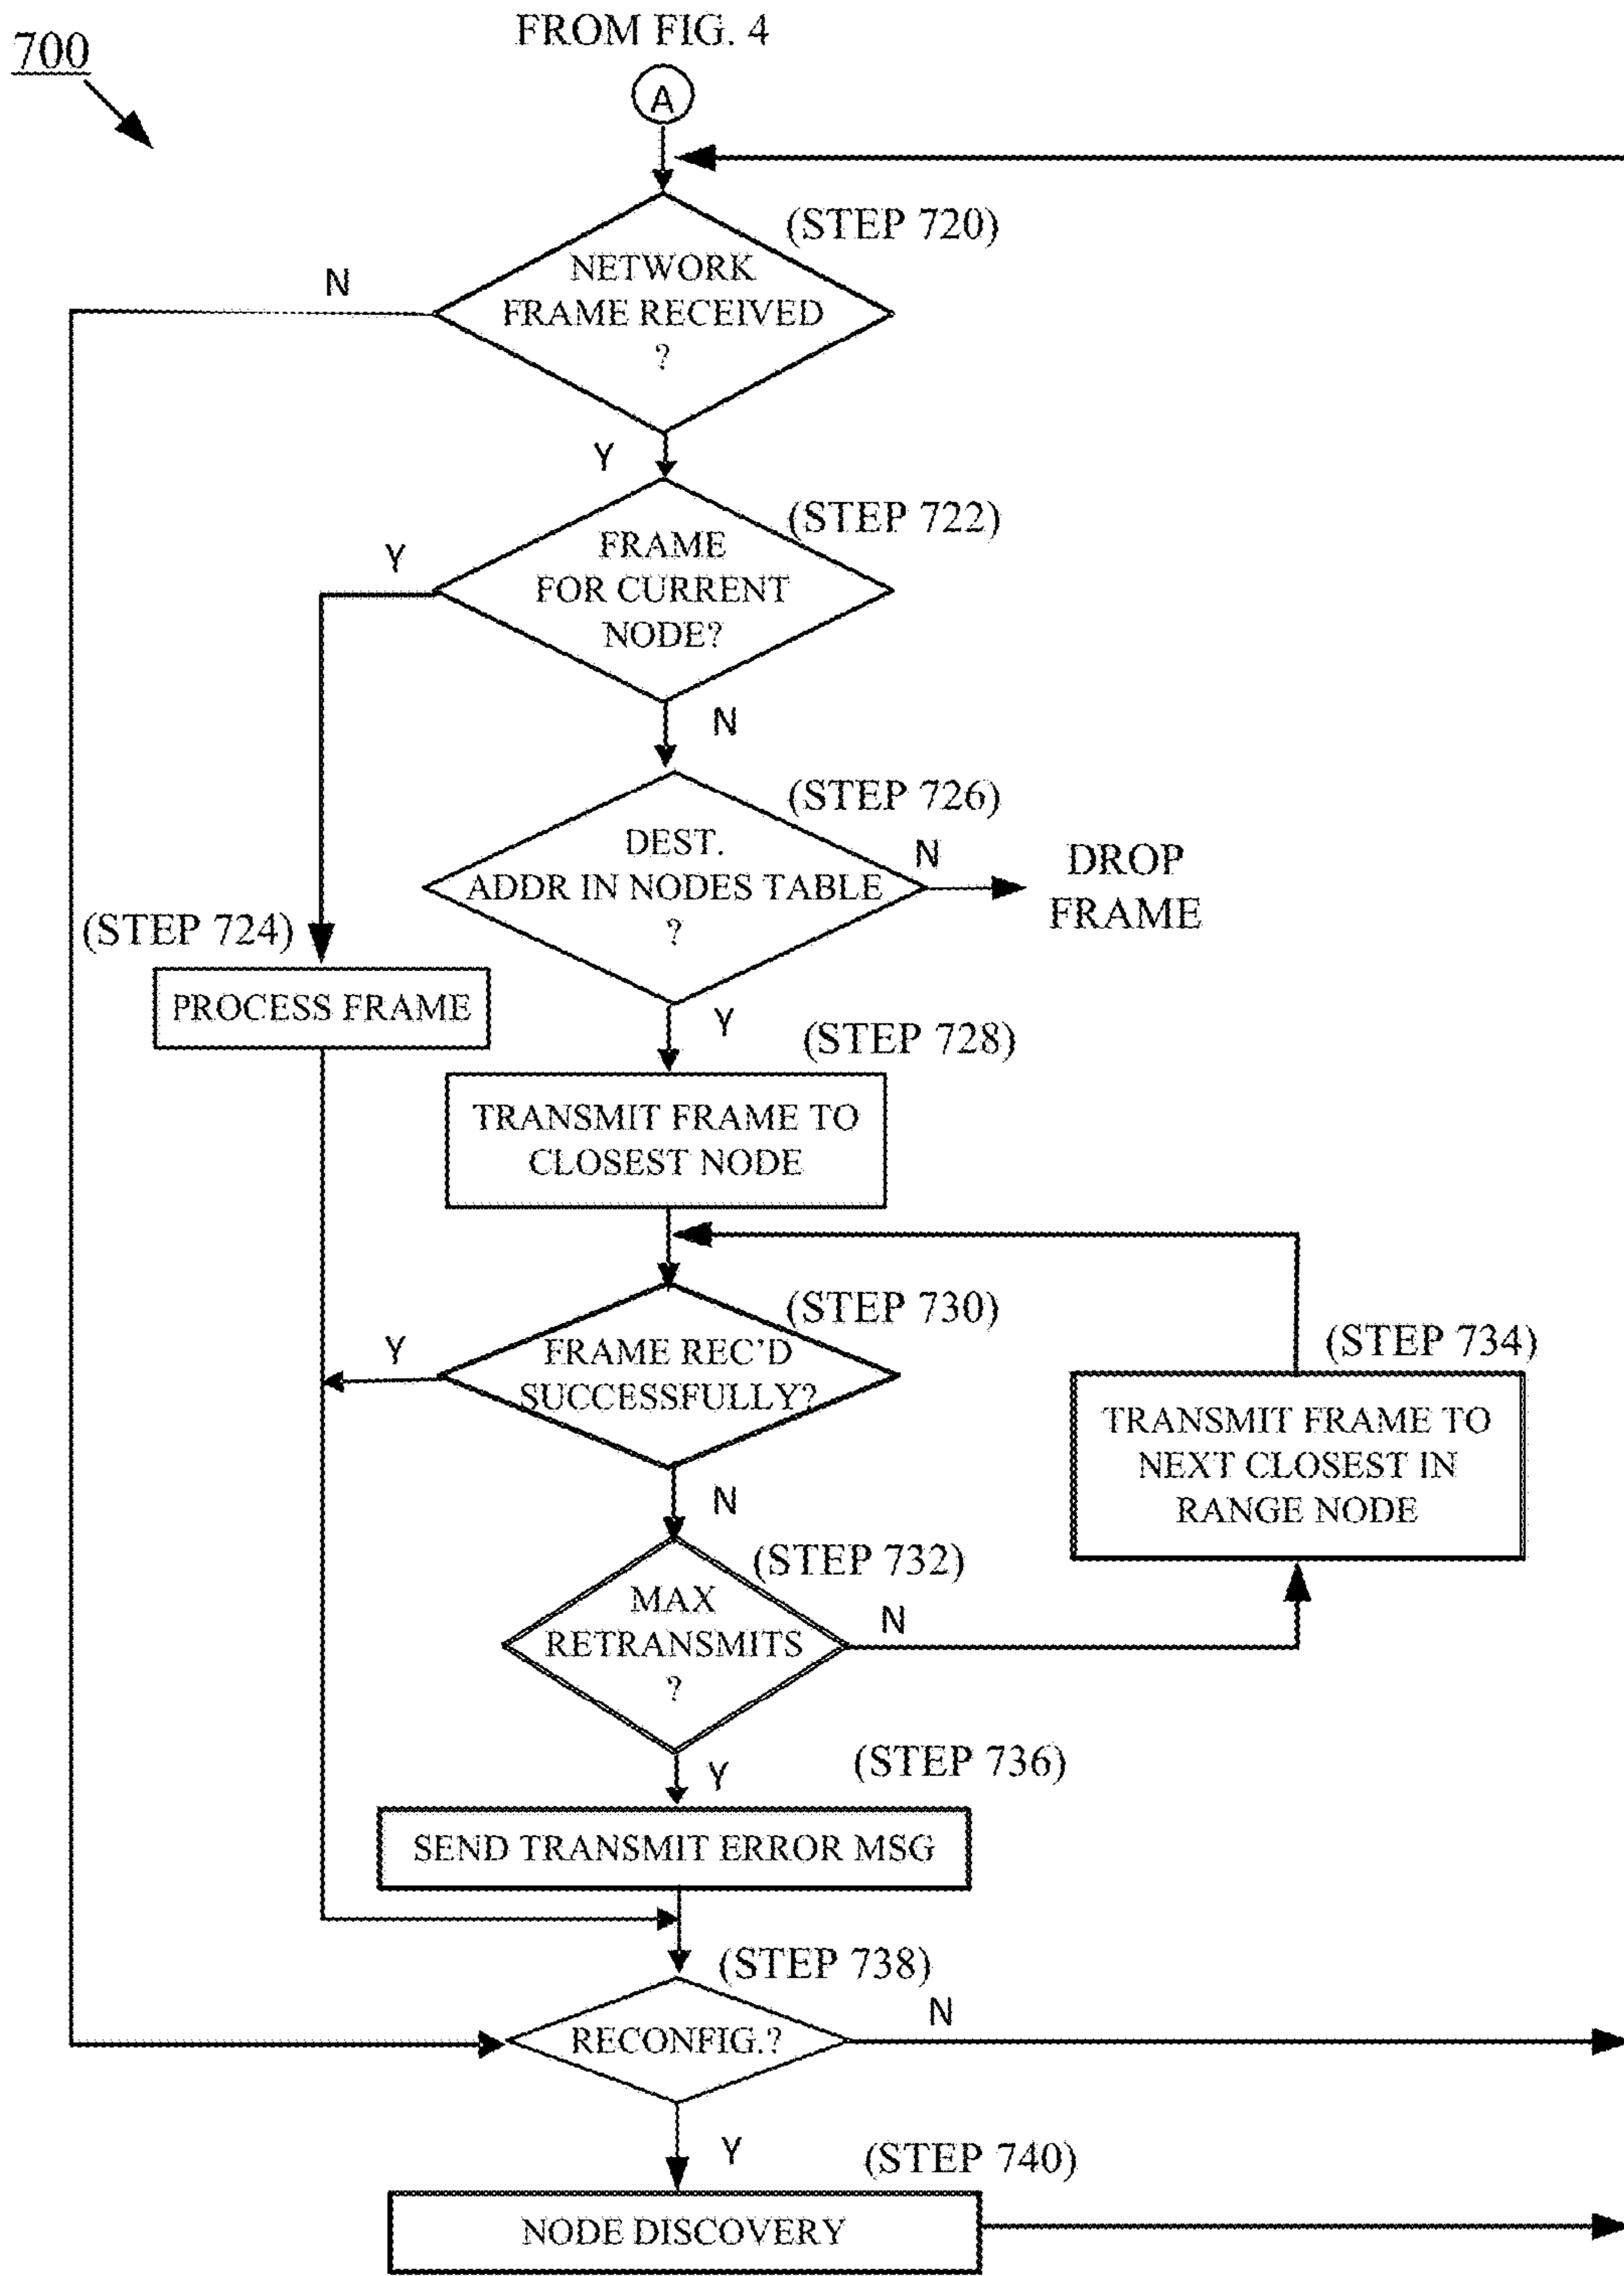 FROM FIG. 4
700
A
(STEP 720)
N
NETWORK
FRAME RECEIVED
?
Y
(STEP 722)
Y
FRAME
FOR CURRENT
NODE?
N
(STEP 726)
DEST.
ADDR IN NODES TABLE
?
N
DROP
FRAME
(STEP 724)
PROCESS FRAME
Y
(STEP 728)
TRANSMIT FRAME TO
CLOSEST NODE
(STEP 730)
Y
FRAME REC'D
SUCCESSFULLY?
(STEP 734)
TRANSMIT FRAME TO
NEXT CLOSEST IN
RANGE NODE
N
(STEP 732)
MAX
RETRANSMITS
?
N
Y
(STEP 736)
SEND TRANSMIT ERROR MSG
(STEP 738)
RECONFIG.?
N
Y
(STEP 740)
NODE DISCOVERY